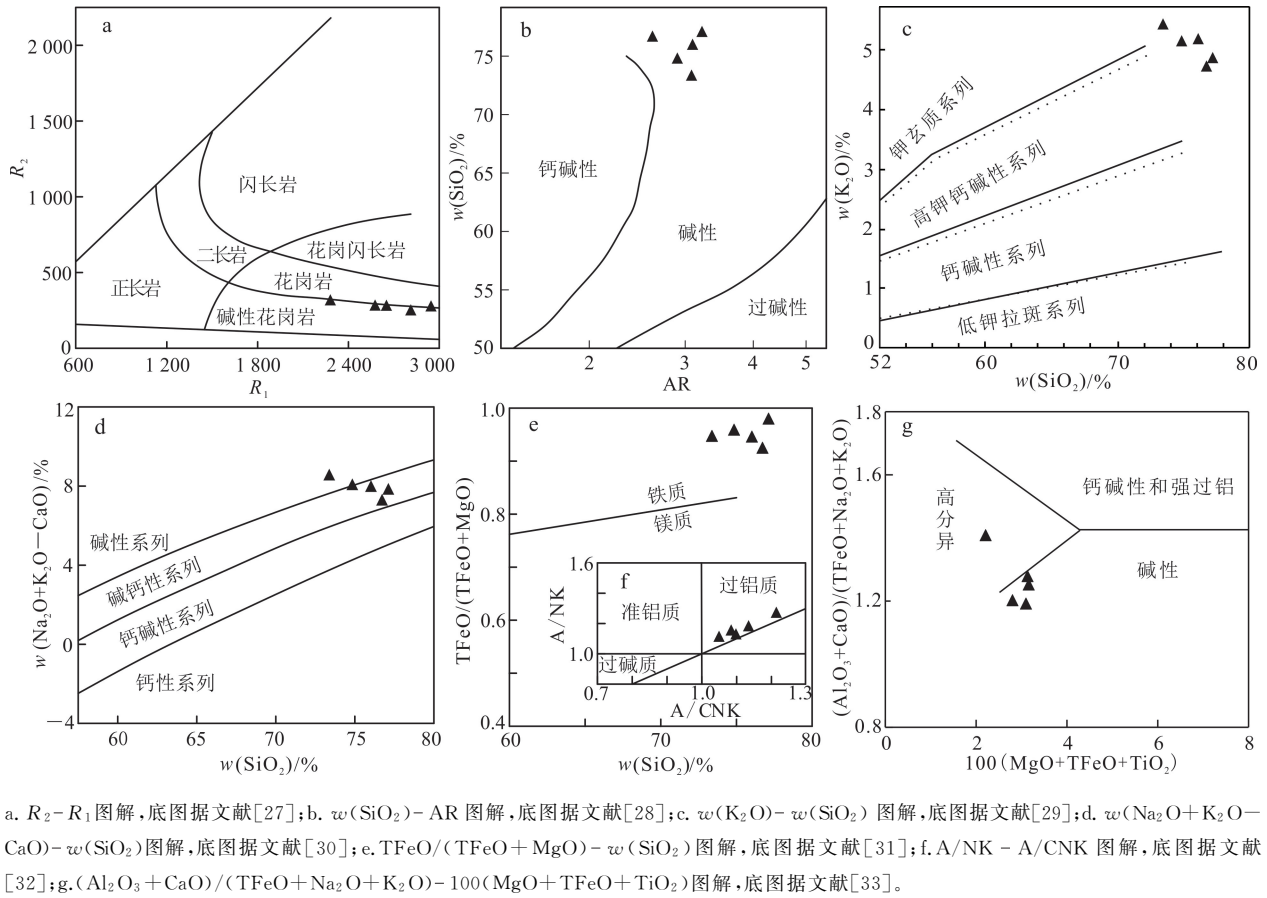 a
2 000
1 500
1 000
500
0
R₂
闪长岩
二长岩
花岗闪长岩
正长岩
花岗岩
碱性花岗岩
600
1 200
1 800
2 400
3 000
R₁
b
75
70
65
60
55
50
w(SiO₂)/%
钙碱性
碱性
过碱性
2
3
4
5
AR
c
5
4
3
2
1
0
w(K₂O)/%
钾玄质系列
高钾钙碱性系列
钙碱性系列
低钾拉斑系列
52
60
70
80
w(SiO₂)/%
d
12
8
4
0
−4
w(Na₂O+K₂O−CaO)/%
碱性系列
碱钙性系列
钙碱性系列
钙性系列
60
65
70
75
80
w(SiO₂)/%
e
1.0
0.8
0.6
0.4
TFeO/(TFeO+MgO)
铁质
镁质
60
70
80
w(SiO₂)/%
f
1.6
1.0
A/NK
准铝质
过铝质
过碱质
0.7
1.0
1.3
A/CNK
g
1.8
1.6
1.2
0.8
(Al₂O₃+CaO)/(TFeO+Na₂O+K₂O)
高分异
钙碱性和强过铝
碱性
0
2
4
6
8
100(MgO+TFeO+TiO₂)
a. R₂-R₁图解,底图据文献[27];b. w(SiO₂)-AR 图解,底图据文献[28];c. w(K₂O)-w(SiO₂) 图解,底图据文献[29];d. w(Na₂O+K₂O−
CaO)-w(SiO₂)图解,底图据文献[30];e.TFeO/(TFeO+MgO)-w(SiO₂)图解,底图据文献[31];f.A/NK - A/CNK 图解,底图据文献
[32];g.(Al₂O₃+CaO)/(TFeO+Na₂O+K₂O)-100(MgO+TFeO+TiO₂)图解,底图据文献[33]。